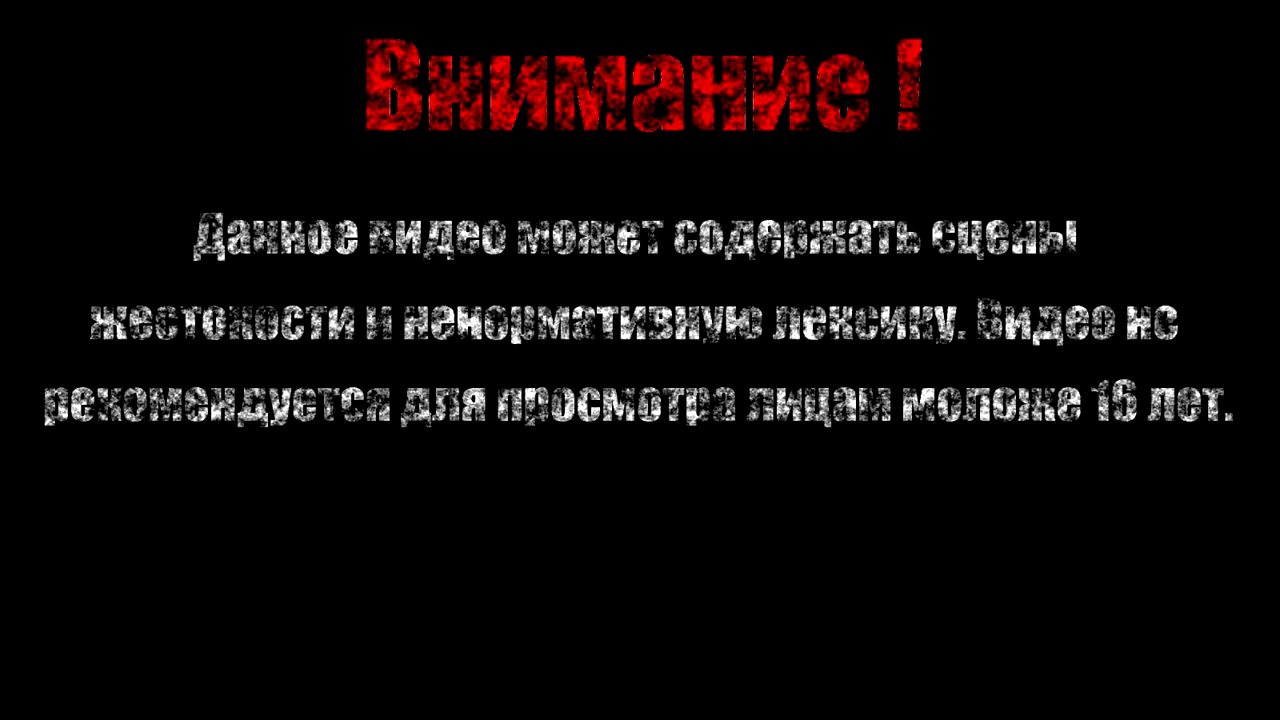 Внимание !
Данное видео может содержать сцены
жестокости и ненормативную лексику. Видео не
рекомендуется для просмотра лицам моложе 16 лет.